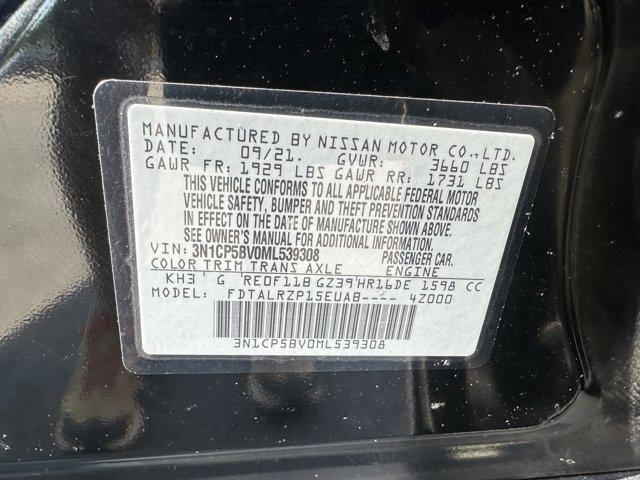 MANUFACTURED BY NISSAN MOTOR CO.,LTD.
DATE: 09/21. GVWR: 3660 LBS
GAWR FR: 1929 LBS GAWR RR: 1731 LBS
THIS VEHICLE CONFORMS TO ALL APPLICABLE FEDERAL MOTOR
VEHICLE SAFETY, BUMPER AND THEFT PREVENTION STANDARDS
IN EFFECT ON THE DATE OF MANUFACTURE SHOWN ABOVE.
SEE OWNER'S MANUAL FOR ADDITIONAL INFORMATION.
VIN: 3N1CP5BV0ML539308 PASSENGER CAR.
COLOR TRIM TRANS AXLE ENGINE
KH3 G RE0F11B GZ39 HR16DE 1598 CC
MODEL: FDTALRZP15EUAB---- 4Z000
3N1CP5BV0ML539308